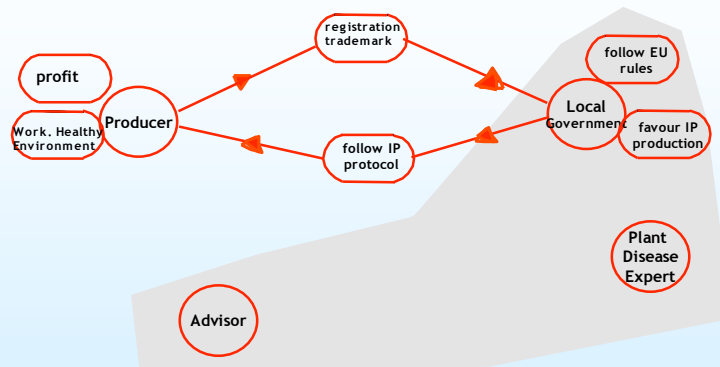 registration
trademark
profit
Work. Healthy
Environment
Producer
follow IP
protocol
follow EU
rules
Local
Government
favour IP
production
Plant
Disease
Expert
Advisor